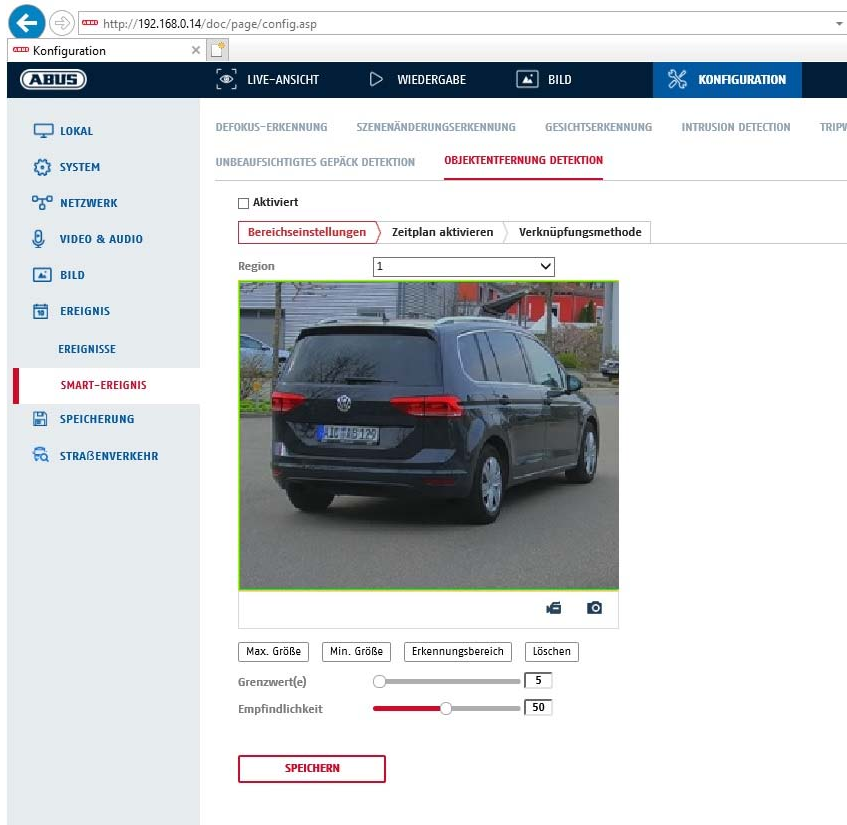 http://192.168.0.14/doc/page/config.asp
Konfiguration
ABUS LIVE-ANSICHT WIEDERGABE BILD KONFIGURATION
LOKAL
SYSTEM
NETZWERK
VIDEO & AUDIO
BILD
EREIGNIS
EREIGNISSE
SMART-EREIGNIS
SPEICHERUNG
STRAßENVERKEHR
DEFOKUS-ERKENNUNG SZENENÄNDERUNGSERKENNUNG GESICHTSERKENNUNG INTRUSION DETECTION
UNBEAUFSICHTIGTES GEPÄCK DETEKTION OBJEKTENTFERNUNG DETEKTION
Aktiviert
Bereichseinstellungen Zeitplan aktivieren Verknüpfungsmethode
Region 1
Max. Größe Min. Größe Erkennungsbereich Löschen
Grenzwert(e) 5
Empfindlichkeit 50
SPEICHERN